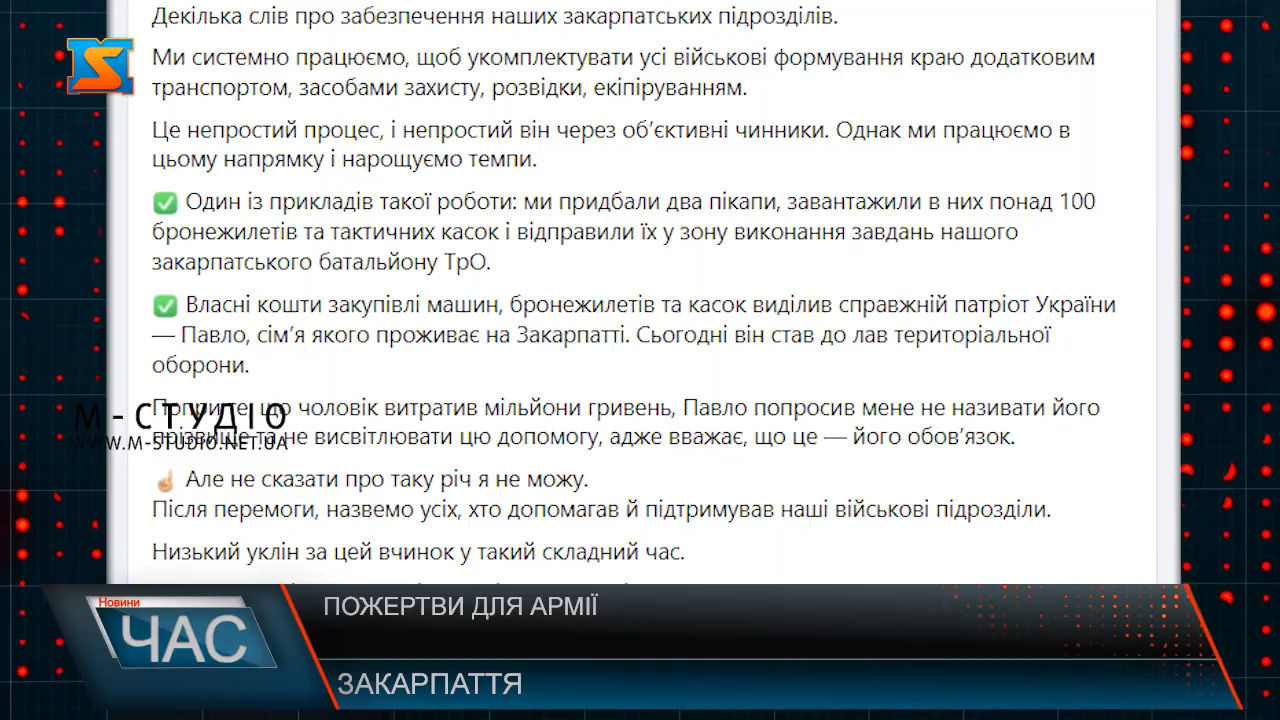 Декілька слів про забезпечення наших закарпатських підрозділів.
Ми системно працюємо, щоб укомплектувати усі військові формування краю додатковим
транспортом, засобами захисту, розвідки, екіпіруванням.
Це непростий процес, і непростий він через об’єктивні чинники. Однак ми працюємо в
цьому напрямку і нарощуємо темпи.
✅ Один із прикладів такої роботи: ми придбали два пікапи, завантажили в них понад 100
бронежилетів та тактичних касок і відправили їх у зону виконання завдань нашого
закарпатського батальйону ТрО.
✅ Власні кошти закупівлі машин, бронежилетів та касок виділив справжній патріот України
— Павло, сім’я якого проживає на Закарпатті. Сьогодні він став до лав територіальної
оборони.
Попри те, що чоловік витратив мільйони гривень, Павло попросив мене не називати його
прізвище та не висвітлювати цю допомогу, адже вважає, що це — його обов’язок.
М-СТУДІО
WWW.M-STUDIO.NET.UA
☝🏼 Але не сказати про таку річ я не можу.
Після перемоги, назвемо усіх, хто допомагав й підтримував наші військові підрозділи.
Низький уклін за цей вчинок у такий складний час.
Новини
ЧАС
ПОЖЕРТВИ ДЛЯ АРМІЇ
ЗАКАРПАТТЯ